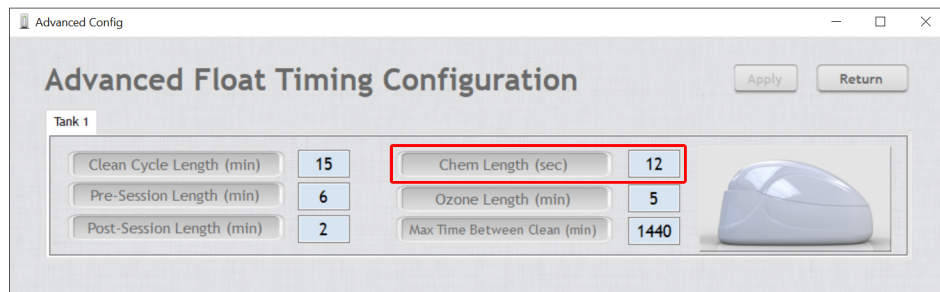 Advanced Config
Advanced Float Timing Configuration
Apply
Return
Tank 1
Clean Cycle Length (min) 15
Chem Length (sec) 12
Pre-Session Length (min) 6
Ozone Length (min) 5
Post-Session Length (min) 2
Max Time Between Clean (min) 1440